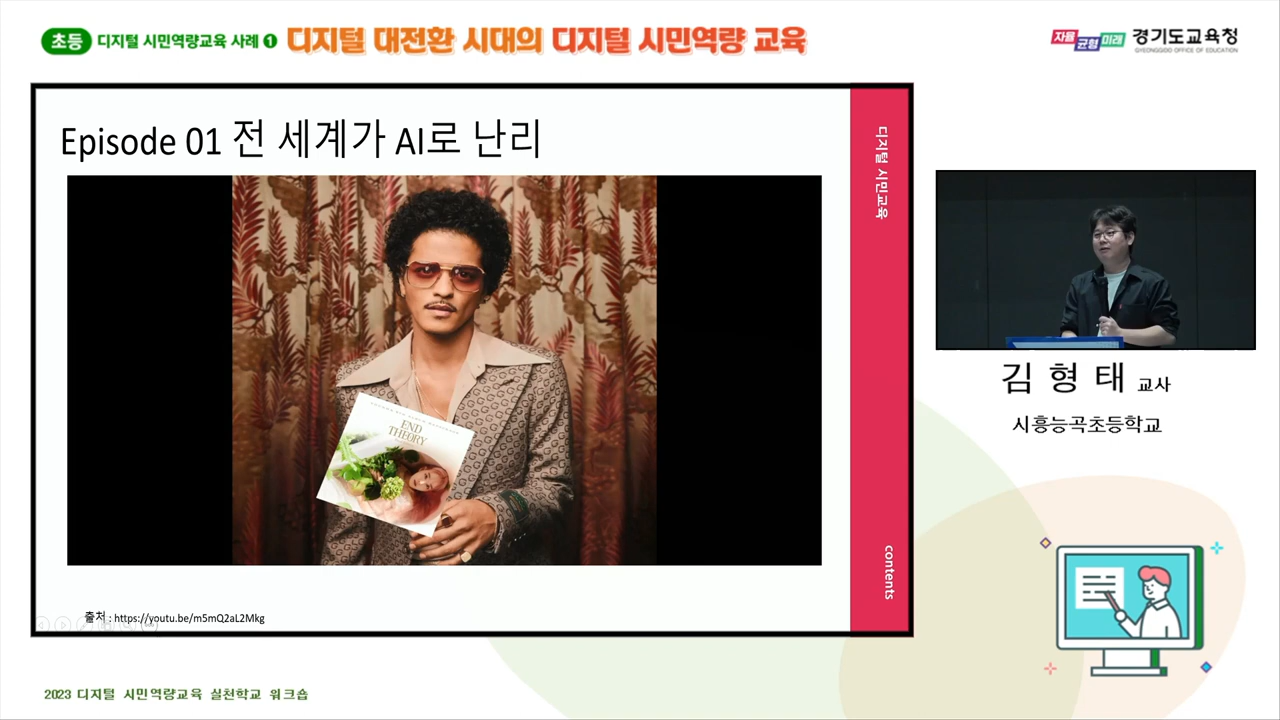 초등 디지털 시민역량교육 사례 ❶ 디지털 대전환 시대의 디지털 시민역량 교육
자율 균형 미래 경기도교육청
GYEONGGIDO OFFICE OF EDUCATION
Episode 01 전 세계가 AI로 난리
디지털 시민교육
END
THEORY
contents
출처 : https://youtu.be/m5mQ2aL2Mkg
김 형 태 교사
시흥능곡초등학교
2023 디지털 시민역량교육 실천학교 워크숍